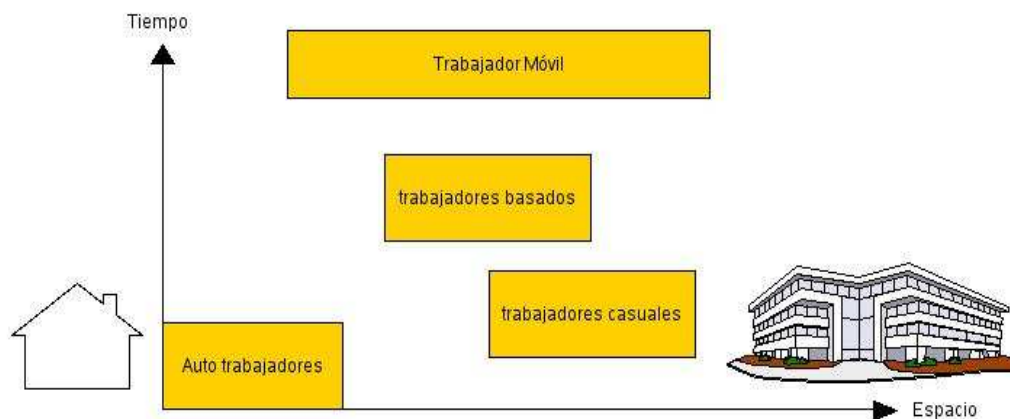 Tiempo
Trabajador Móvil
trabajadores basados
trabajadores casuales
Auto trabajadores
Espacio